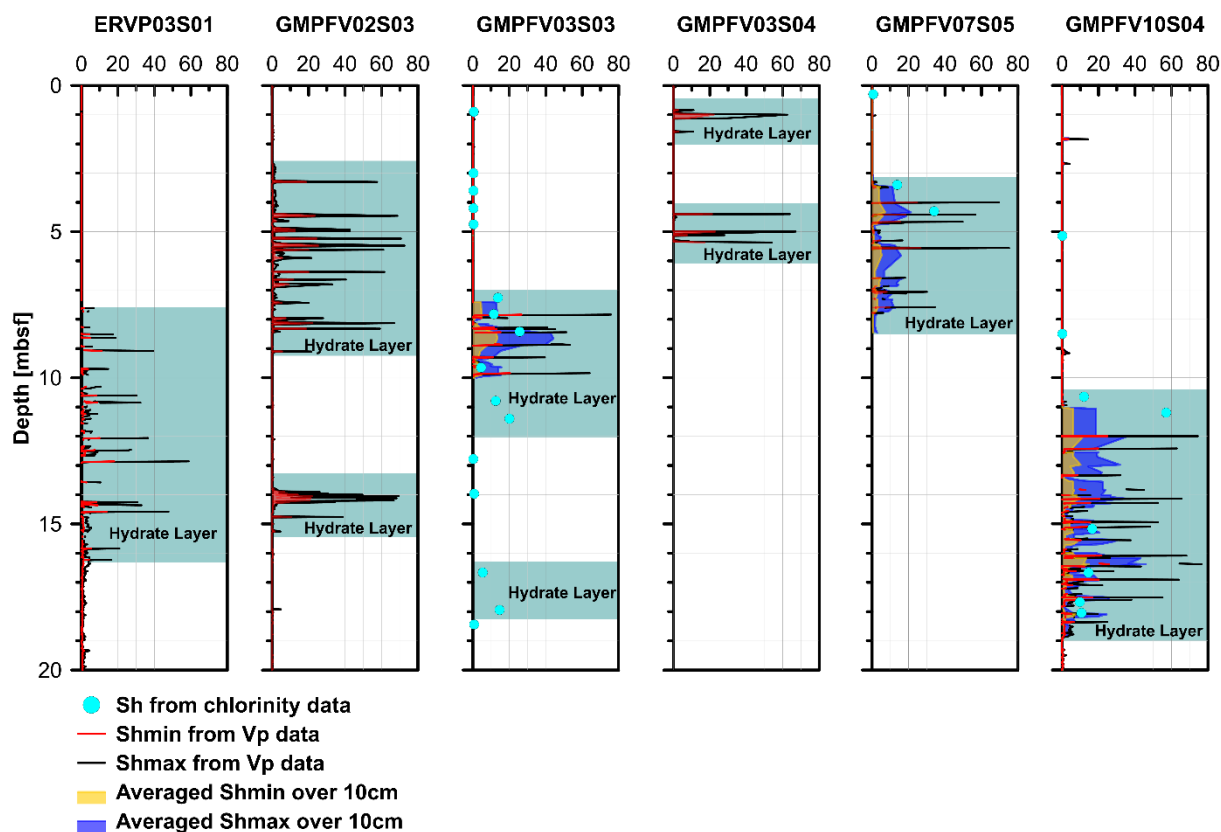 ERVP03S01 GMPFV02S03 GMPFV03S03 GMPFV03S04 GMPFV07S05 GMPFV10S04
0 20 40 60 80 0 20 40 60 80 0 20 40 60 80 0 20 40 60 80 0 20 40 60 80 0 20 40 60 80
0
Hydrate Layer
5
Hydrate Layer
Hydrate Layer
Hydrate Layer
Depth [mbsf]
10
Hydrate Layer
15
Hydrate Layer
Hydrate Layer
Hydrate Layer
Hydrate Layer
20
Sh from chlorinity data
Shmin from Vp data
Shmax from Vp data
Averaged Shmin over 10cm
Averaged Shmax over 10cm